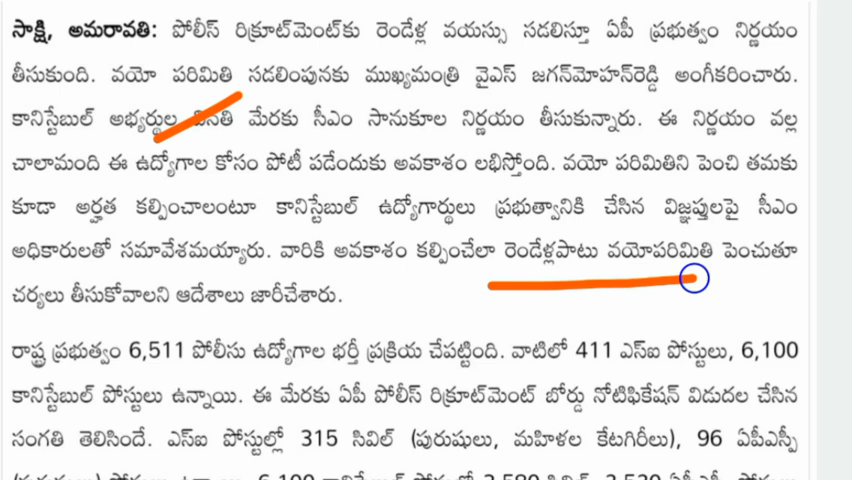 సాక్షి, అమరావతి: పోలీస్ రిక్రూట్‌మెంట్‌కు రెండేళ్ల వయస్సు సడలిస్తూ ఏపీ ప్రభుత్వం నిర్ణయం
తీసుకుంది. వయో పరిమితి సడలింపునకు ముఖ్యమంత్రి వైఎస్ జగన్‌మోహన్‌రెడ్డి అంగీకరించారు.
కానిస్టేబుల్ అభ్యర్థుల వినతి మేరకు సీఎం సానుకూల నిర్ణయం తీసుకున్నారు. ఈ నిర్ణయం వల్ల
చాలామంది ఈ ఉద్యోగాల కోసం పోటీ పడేందుకు అవకాశం లభిస్తోంది. వయో పరిమితిని పెంచి తమకు
కూడా అర్హత కల్పించాలంటూ కానిస్టేబుల్ ఉద్యోగార్థులు ప్రభుత్వానికి చేసిన విజ్ఞప్తులపై సీఎం
అధికారులతో సమావేశమయ్యారు. వారికి అవకాశం కల్పించేలా రెండేళ్లపాటు వయోపరిమితి పెంచుతూ
చర్యలు తీసుకోవాలని ఆదేశాలు జారీచేశారు.
రాష్ట్ర ప్రభుత్వం 6,511 పోలీసు ఉద్యోగాల భర్తీ ప్రక్రియ చేపట్టింది. వాటిలో 411 ఎస్‌ఐ పోస్టులు, 6,100
కానిస్టేబుల్ పోస్టులు ఉన్నాయి. ఈ మేరకు ఏపీ పోలీస్ రిక్రూట్‌మెంట్ బోర్డు నోటిఫికేషన్ విడుదల చేసిన
సంగతి తెలిసిందే. ఎస్‌ఐ పోస్టుల్లో 315 సివిల్ (పురుషులు, మహిళల కేటగిరీలు), 96 ఏపీఎస్పీ